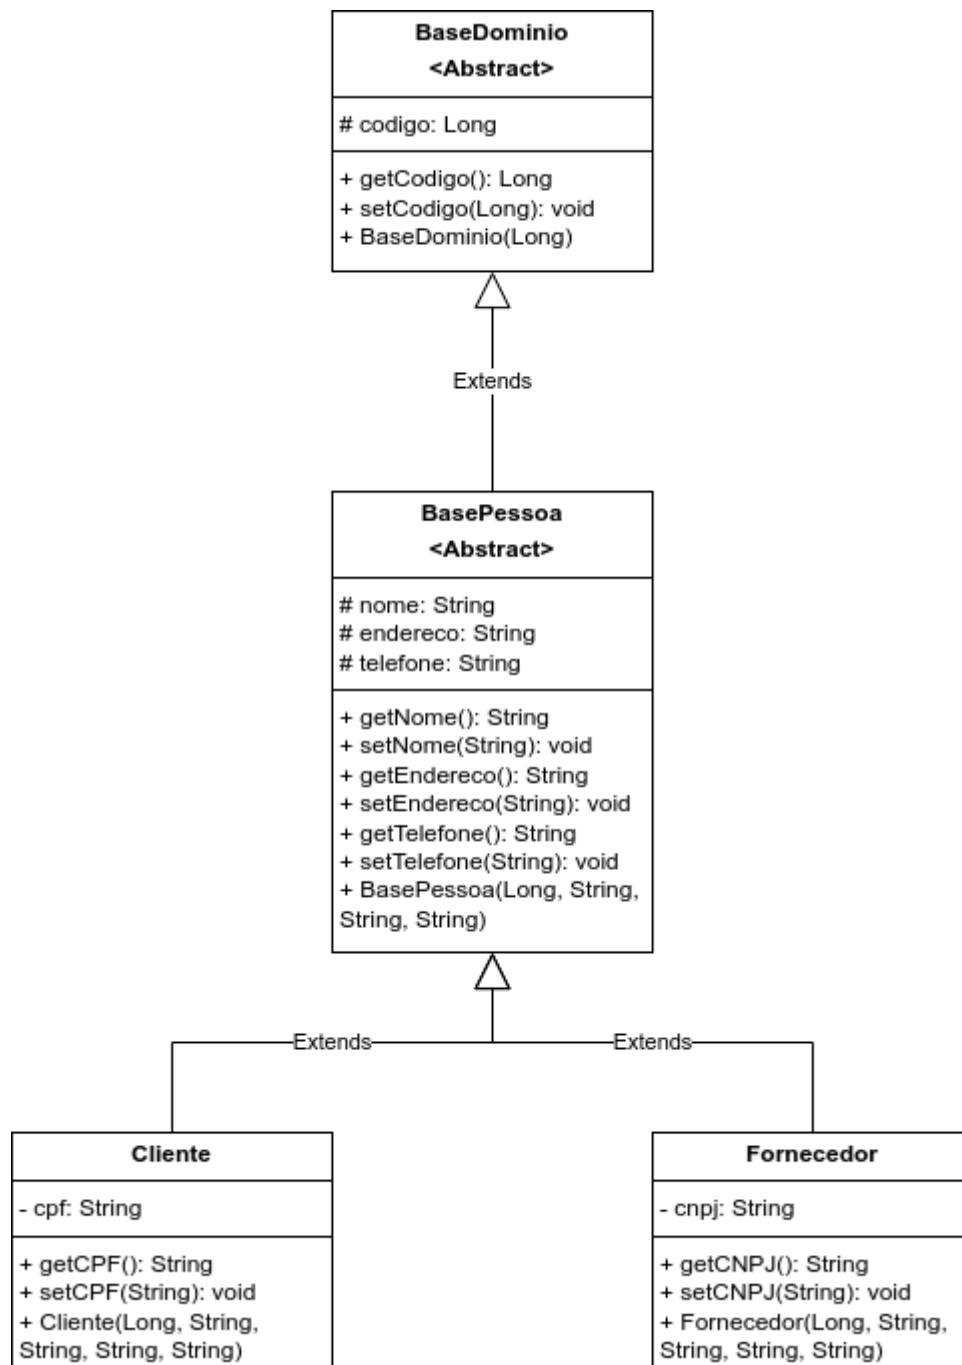 BaseDominio
<Abstract>
# codigo: Long
+ getCodigo(): Long
+ setCodigo(Long): void
+ BaseDominio(Long)
Extends
BasePessoa
<Abstract>
# nome: String
# endereco: String
# telefone: String
+ getNome(): String
+ setNome(String): void
+ getEndereco(): String
+ setEndereco(String): void
+ getTelefone(): String
+ setTelefone(String): void
+ BasePessoa(Long, String,
String, String)
Extends
Extends
Cliente
- cpf: String
+ getCPF(): String
+ setCPF(String): void
+ Cliente(Long, String,
String, String, String)
Fornecedor
- cnpj: String
+ getCNPJ(): String
+ setCNPJ(String): void
+ Fornecedor(Long, String,
String, String, String)